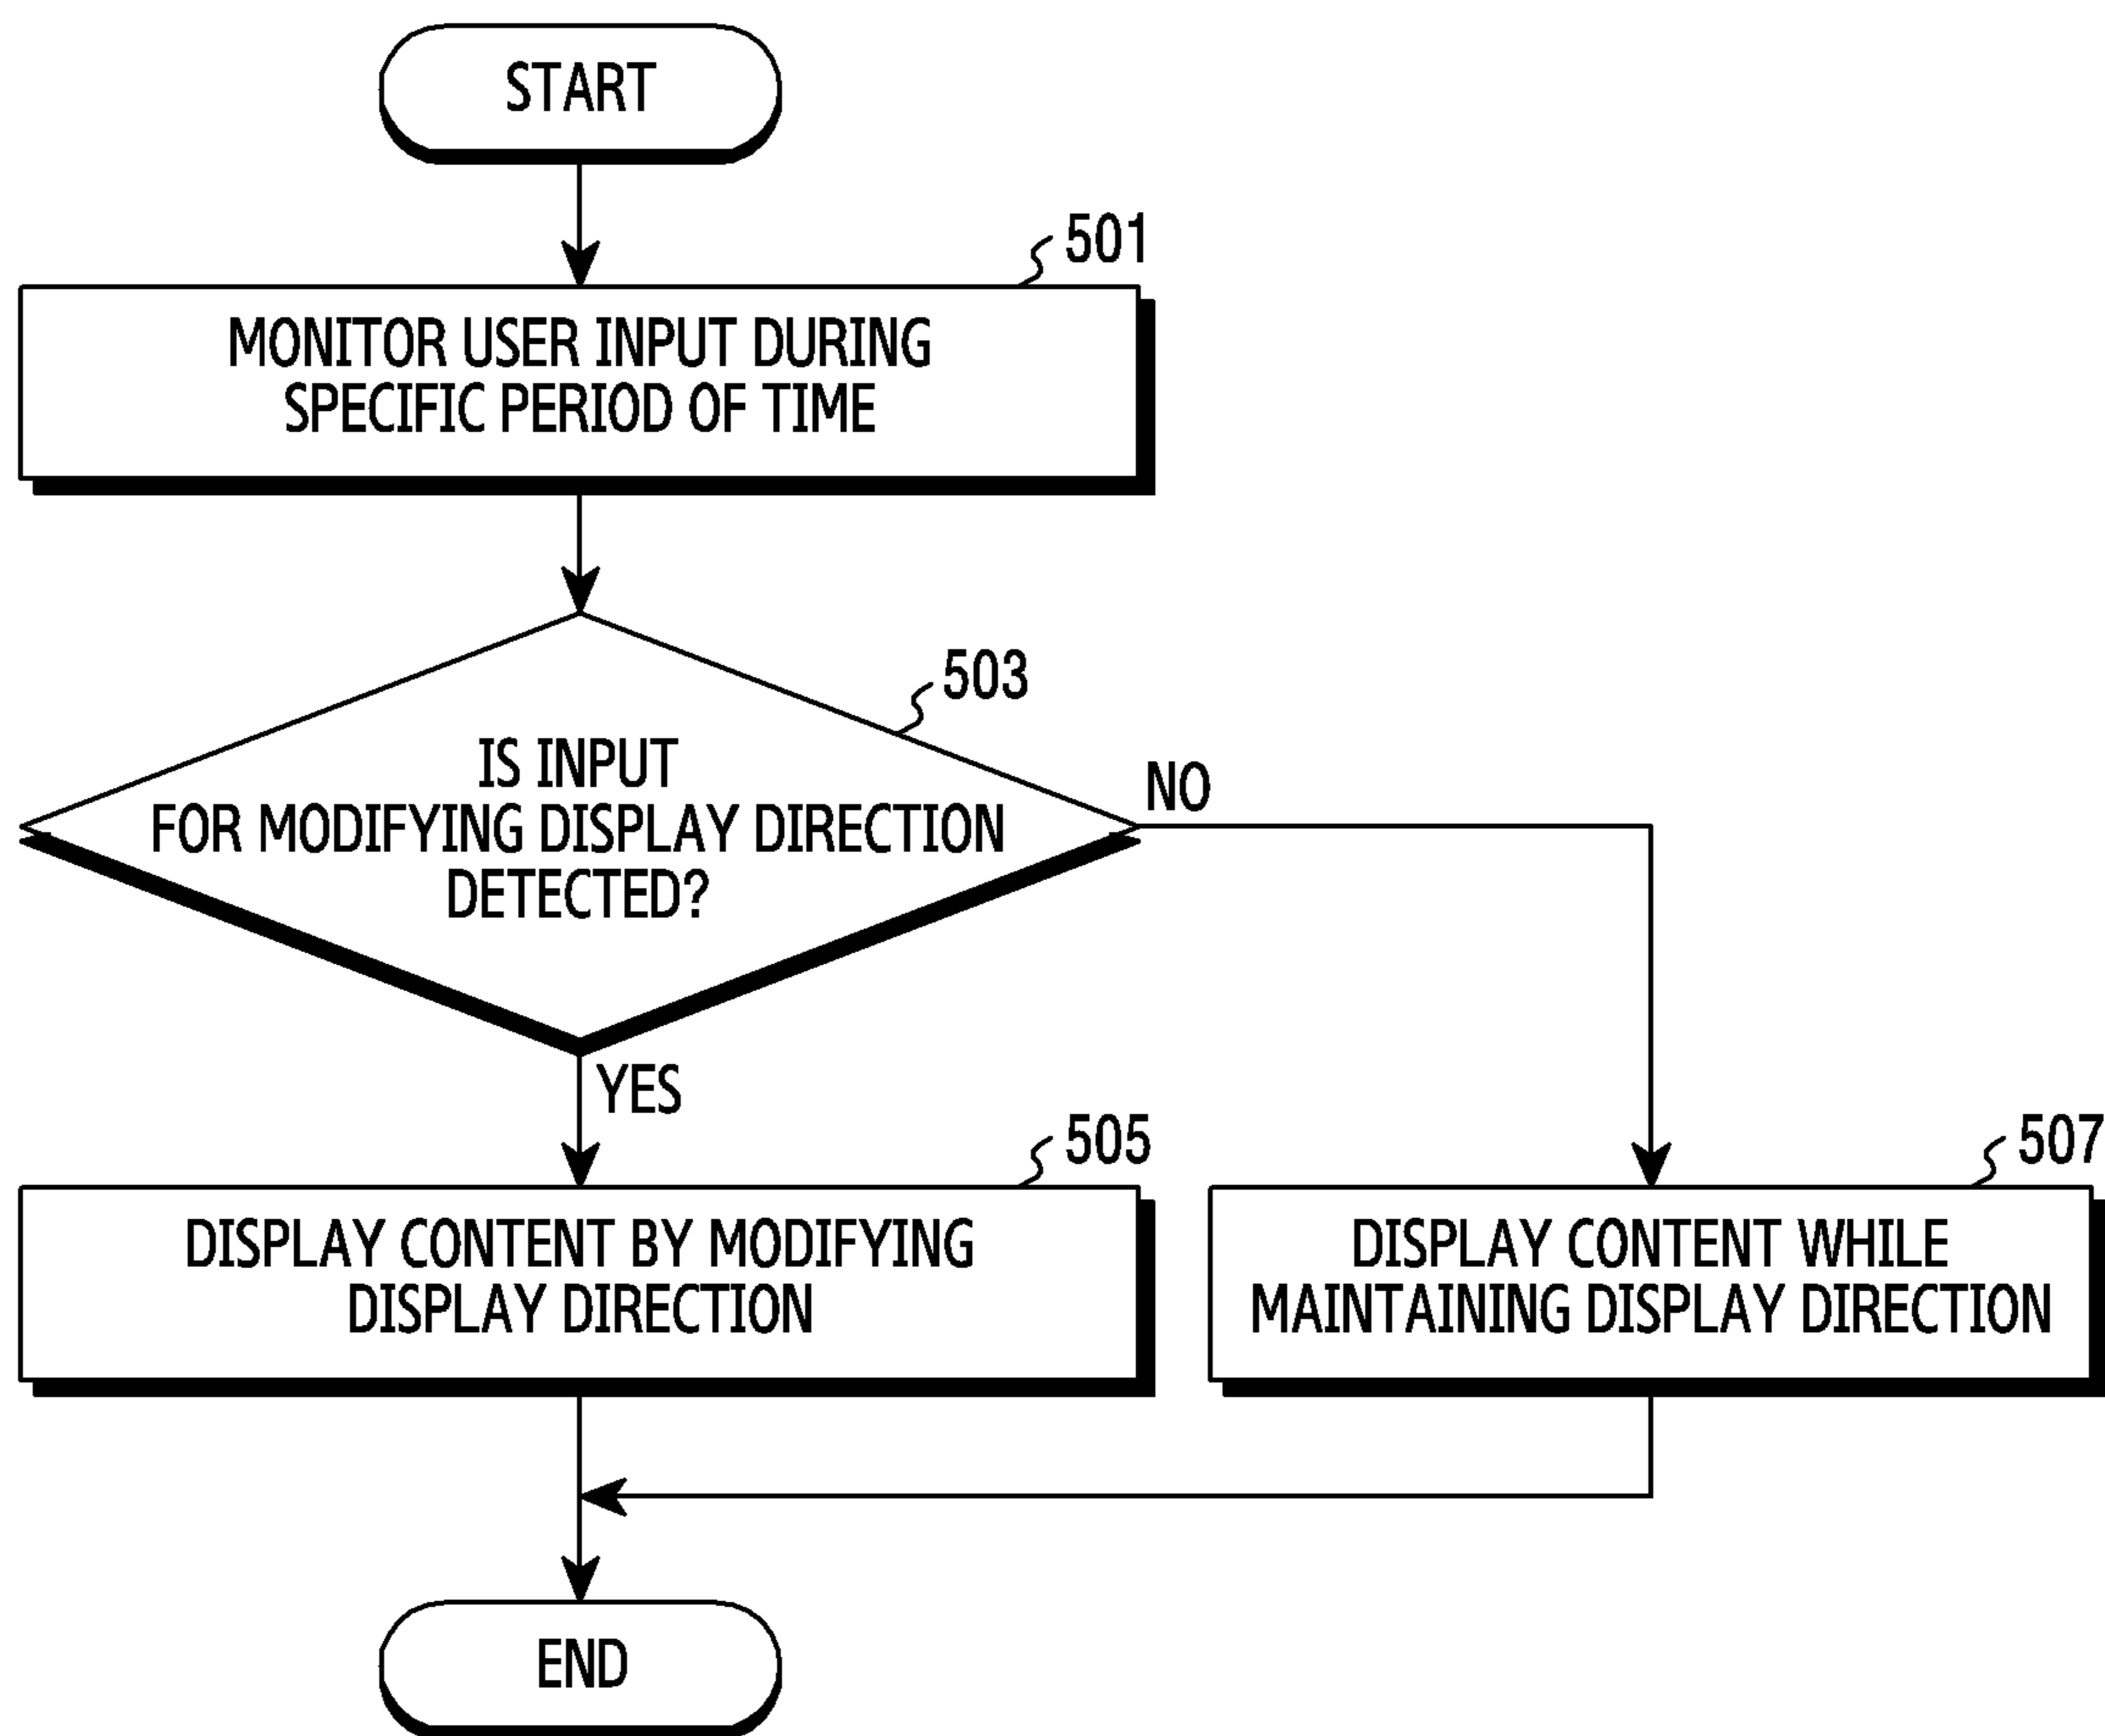 START
501
MONITOR USER INPUT DURING
SPECIFIC PERIOD OF TIME
503
IS INPUT
FOR MODIFYING DISPLAY DIRECTION
DETECTED?
NO
YES
505
DISPLAY CONTENT BY MODIFYING
DISPLAY DIRECTION
507
DISPLAY CONTENT WHILE
MAINTAINING DISPLAY DIRECTION
END